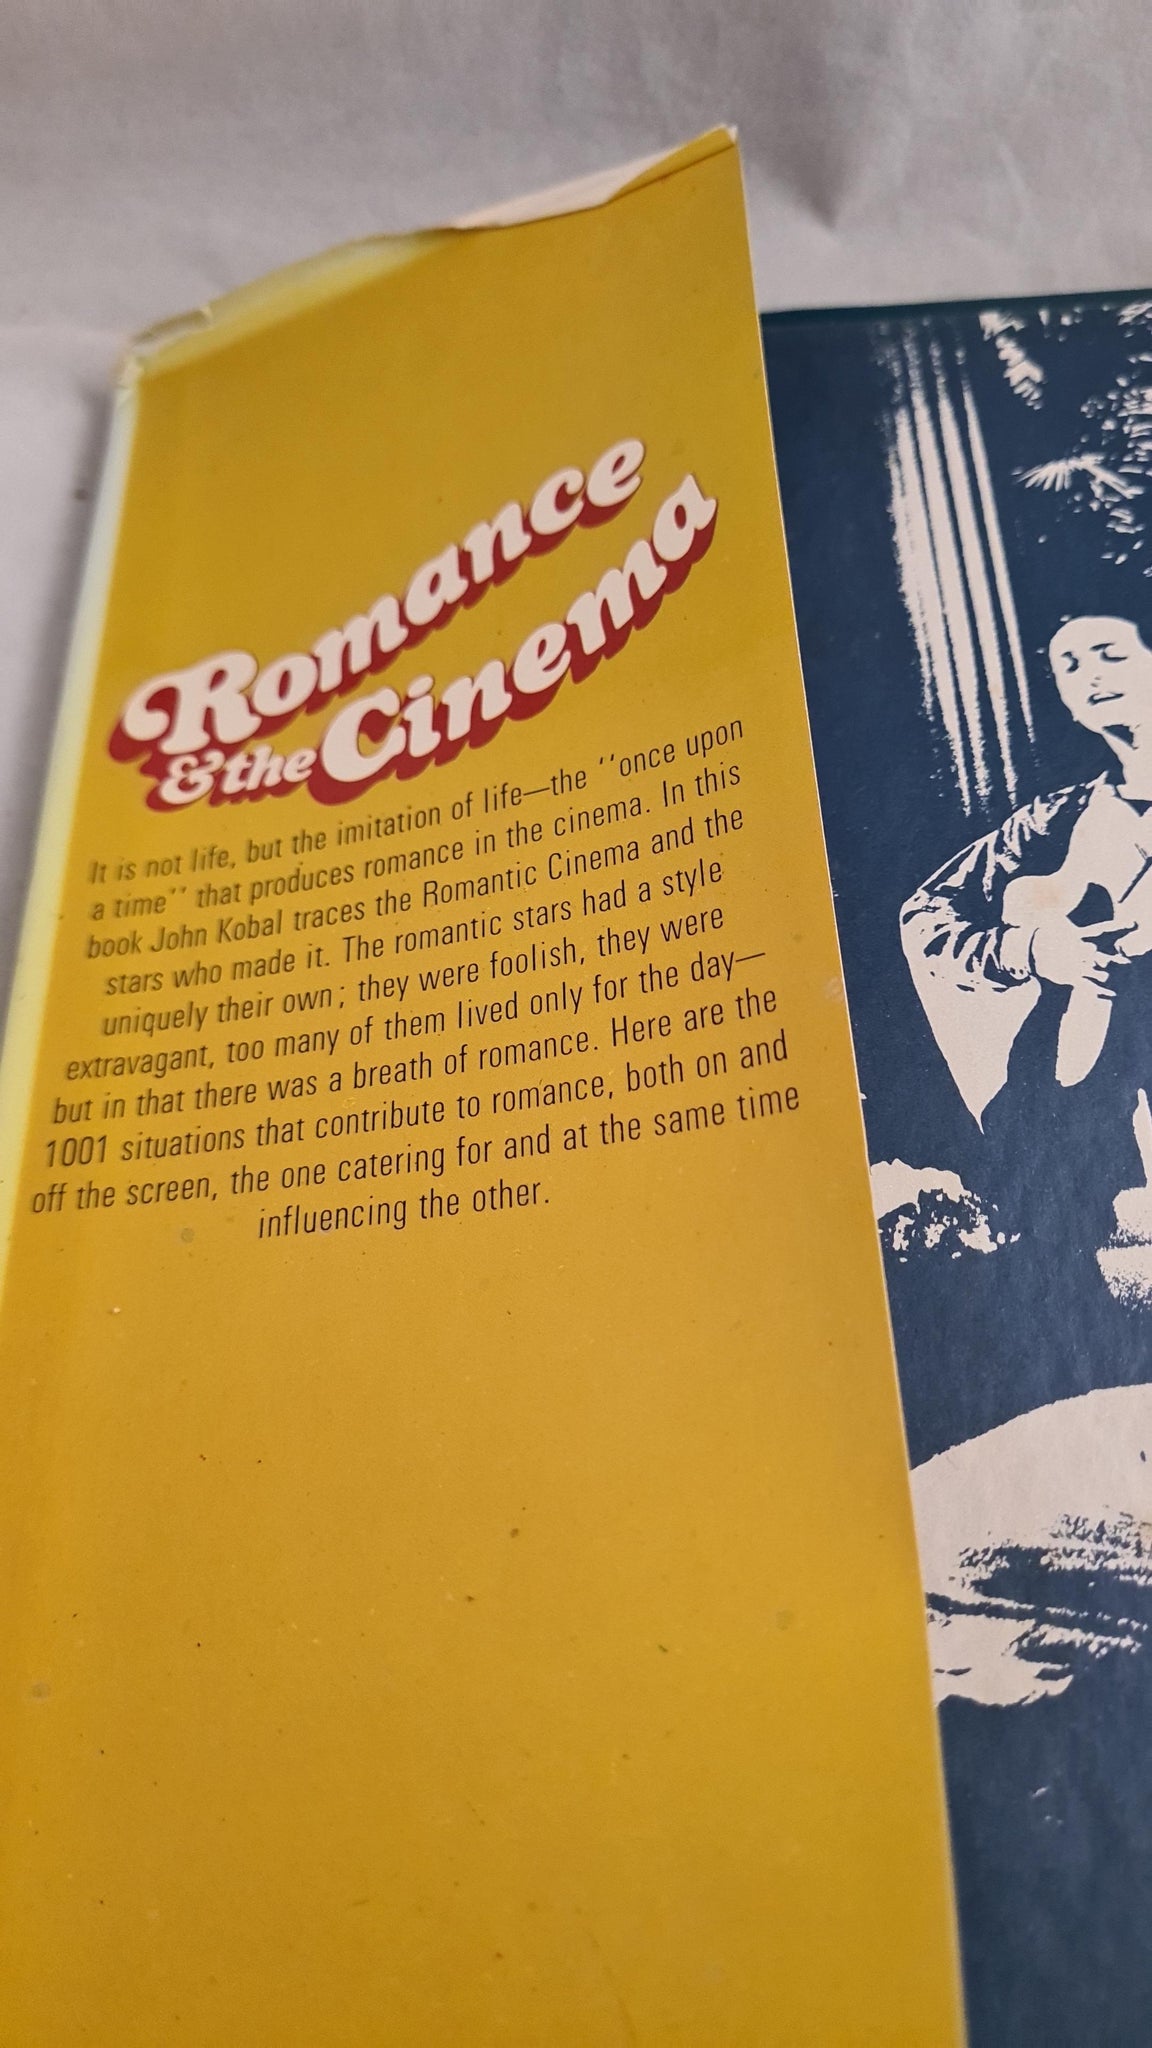 Romance
& the Cinema
It is not life, but the imitation of life—the ‘‘once upon
a time’’ that produces romance in the cinema. In this
book John Kobal traces the Romantic Cinema and the
stars who made it. The romantic stars had a style
uniquely their own; they were foolish, they were
extravagant, too many of them lived only for the day—
but in that there was a breath of romance. Here are the
1001 situations that contribute to romance, both on and
off the screen, the one catering for and at the same time
influencing the other.